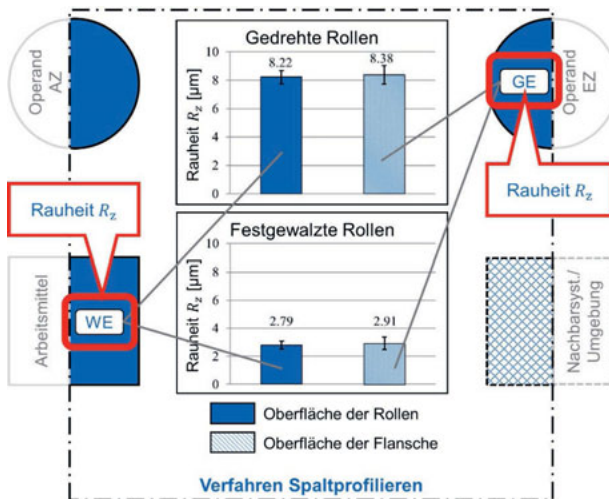 Operand
AZ
Gedrehte Rollen
Rauheit Rz [µm]
10
8
6
4
2
0
8.22
8.38
GE
Operand
EZ
Rauheit Rz
Rauheit Rz
Festgewalzte Rollen
Rauheit Rz [µm]
10
8
6
4
2
0
2.79
2.91
Arbeitsmittel
WE
Nachbarsyst./
Umgebung
Oberfläche der Rollen
Oberfläche der Flansche
Verfahren Spaltprofilieren